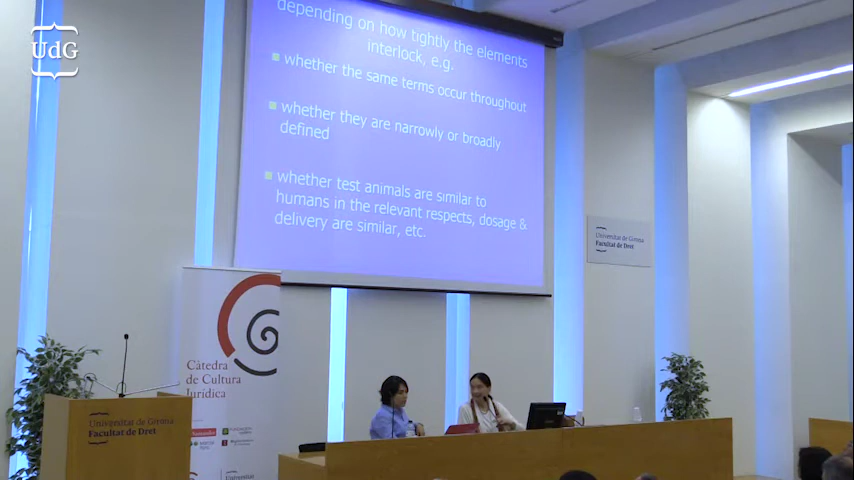 UdG
depending on how tightly the elements
interlock, e.g.
whether the same terms occur throughout
whether they are narrowly or broadly
defined
whether test animals are similar to
humans in the relevant respects, dosage &
delivery are similar, etc.
Universitat de Girona
Facultat de Dret
Càtedra
de Cultura
Jurídica
Universitat de Girona
Facultat de Dret